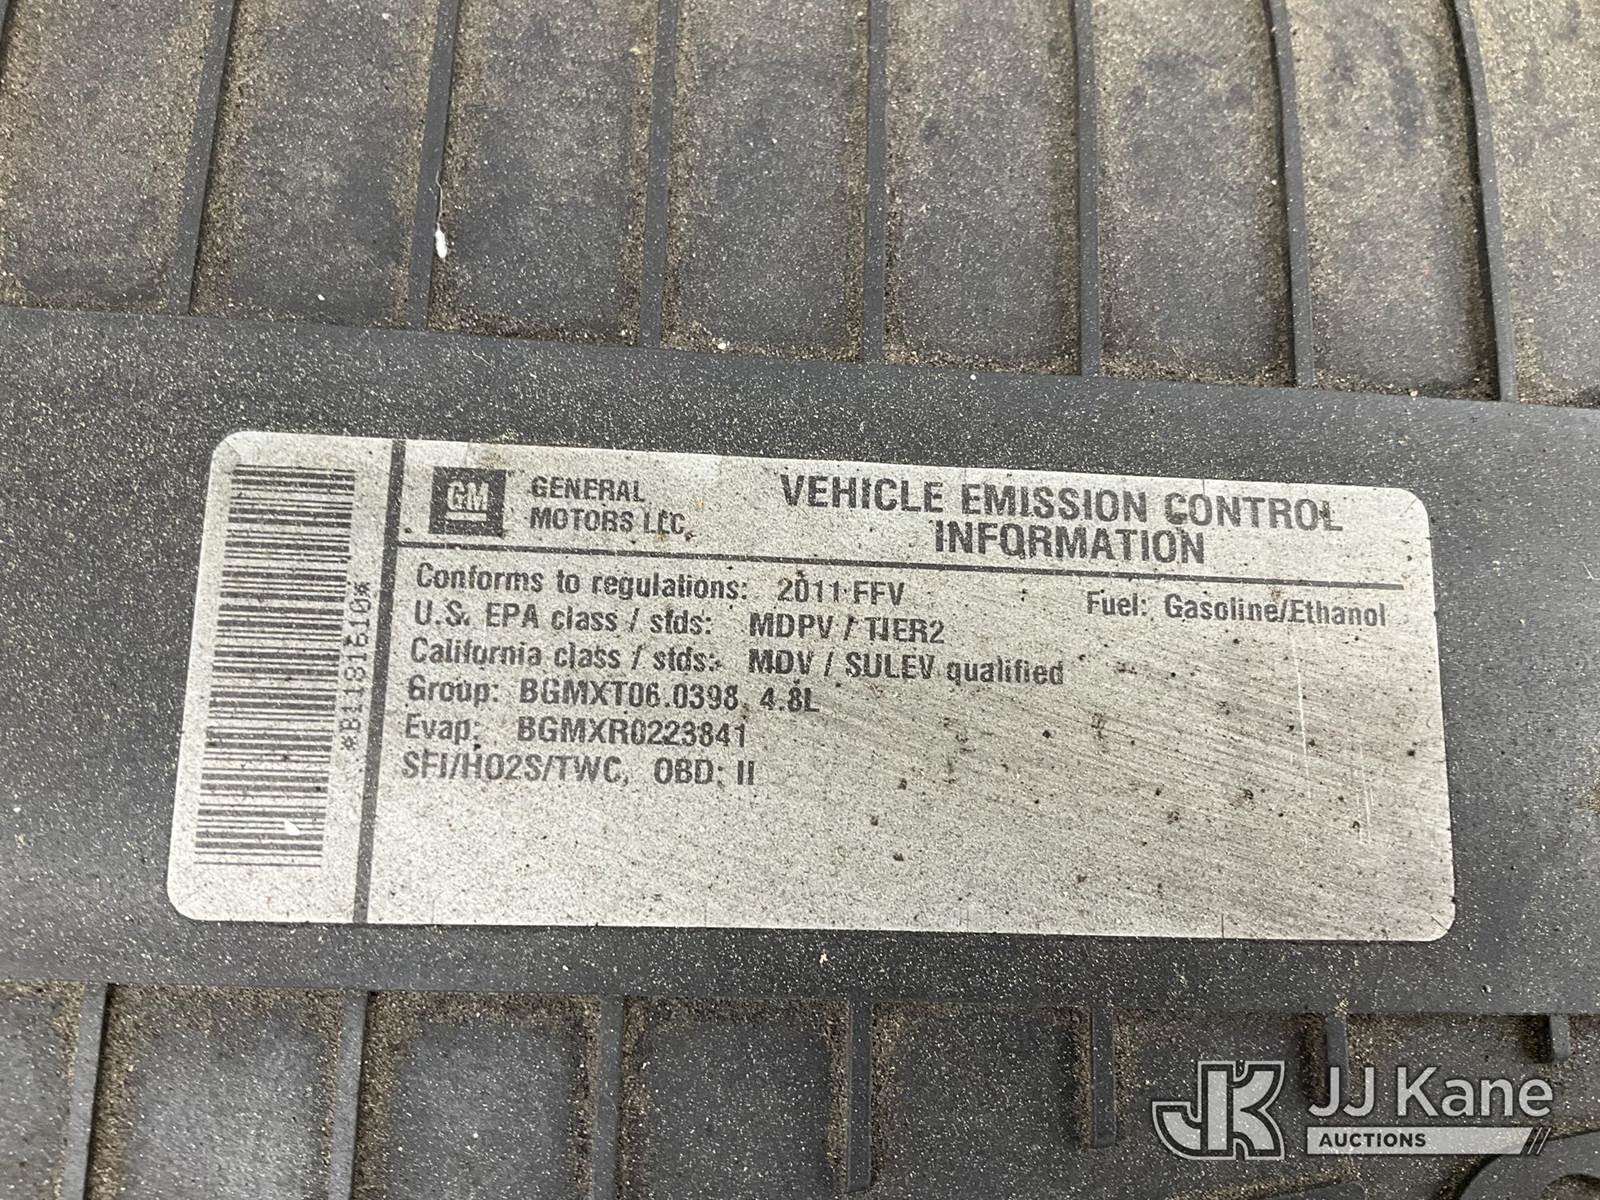 GM GENERAL MOTORS LLC.
VEHICLE EMISSION CONTROL
INFORMATION
Conforms to regulations: 2011 FFV
Fuel: Gasoline/Ethanol
U.S. EPA class / stds: MDPV / TIER2
California class / stds: MDV / SULEV qualified
Group: BGMXT06.0398, 4.8L
Evap: BGMXR0223841
SFI/HO2S/TWC, OBD: II
*B1181610*
JK JJ Kane
AUCTIONS